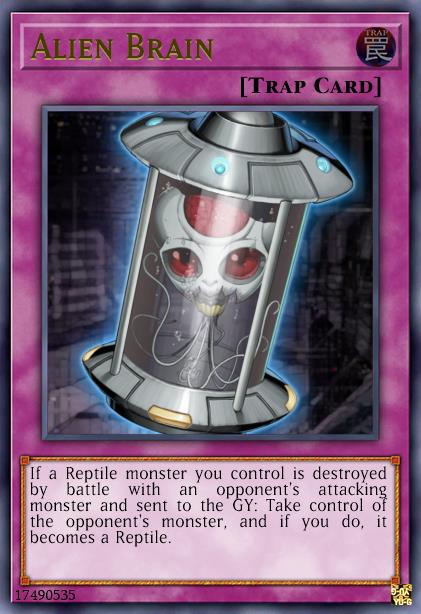 Alien Brain
TRAP
罠
[Trap Card]
If a Reptile monster you control is destroyed
by battle with an opponent's attacking
monster and sent to the GY: Take control of
the opponent's monster, and if you do, it
becomes a Reptile.
17490535